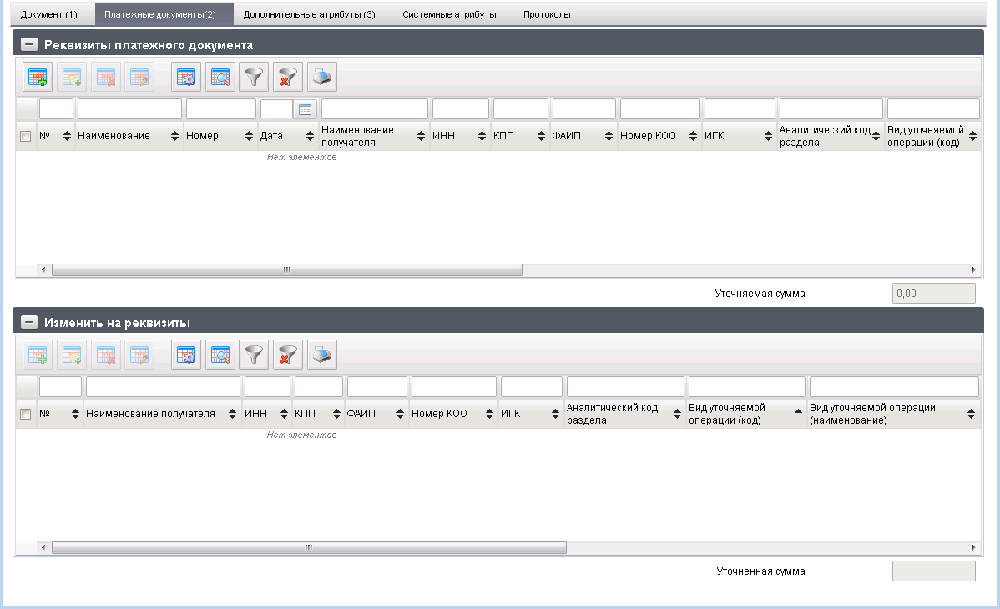 Документ (1) Платежные документы(2) Дополнительные атрибуты (3) Системные атрибуты Протоколы
Реквизиты платежного документа
№ Наименование Номер Дата Наименование получателя ИНН КПП ФАИП Номер КОО ИГК Аналитический код раздела Вид уточняемой операции (код)
Нет элементов
Уточняемая сумма 0,00
Изменить на реквизиты
№ Наименование получателя ИНН КПП ФАИП Номер КОО ИГК Аналитический код раздела Вид уточняемой операции (код) Вид уточняемой операции (наименование)
Нет элементов
Уточненная сумма